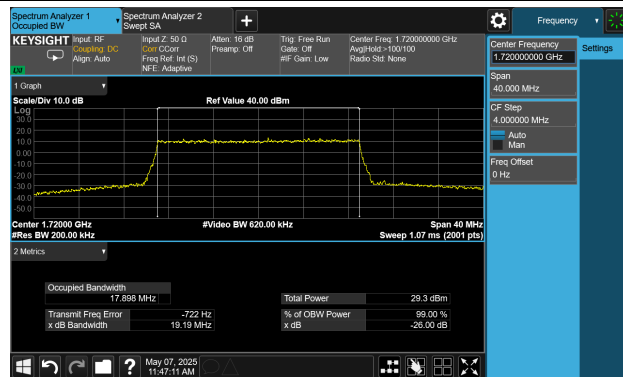 Spectrum Analyzer 1
Occupied BW
Spectrum Analyzer 2
Swept SA
Frequency
KEYSIGHT
Input: RF
Coupling: DC
Align: Auto
Input Z: 50 Ω
Corr CCorr
Freq Ref: Int (S)
NFE: Adaptive
Atten: 16 dB
Preamp: Off
Trig: Free Run
Gate: Off
#IF Gain: Low
Center Freq: 1.720000000 GHz
Avg|Hold:>100/100
Radio Std: None
Center Frequency
1.720000000 GHz
Settings
Span
40.000 MHz
CF Step
4.000000 MHz
Auto
Man
Freq Offset
0 Hz
1 Graph
Scale/Div 10.0 dB
Ref Value 40.00 dBm
Log
30.0
20.0
10.0
0.00
-10.0
-20.0
-30.0
-40.0
-50.0
Center 1.72000 GHz
#Video BW 620.00 kHz
Span 40 MHz
#Res BW 200.00 kHz
Sweep 1.07 ms (2001 pts)
2 Metrics
Occupied Bandwidth
17.898 MHz
Total Power
29.3 dBm
Transmit Freq Error
-722 Hz
% of OBW Power
99.00 %
x dB Bandwidth
19.19 MHz
x dB
-26.00 dB
?
May 07, 2025
11:47:11 AM